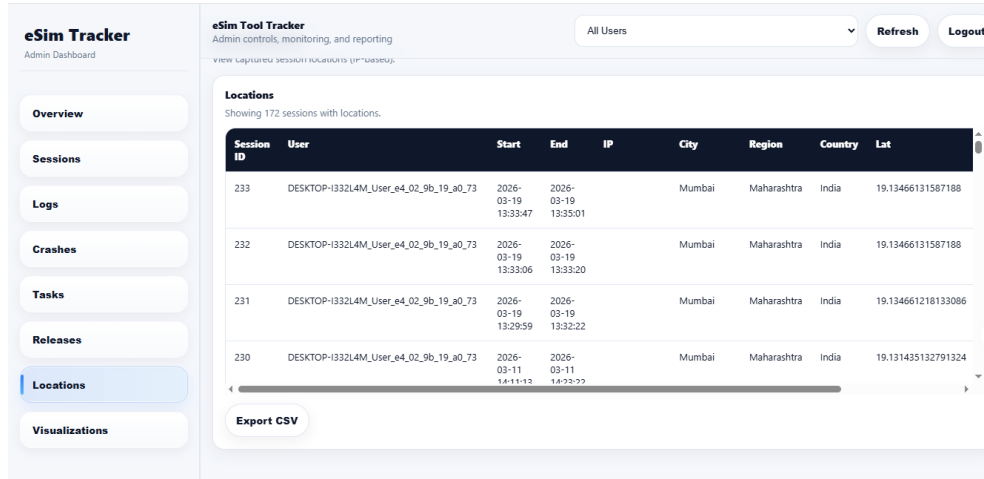 eSim Tracker
Admin Dashboard
Overview
Sessions
Logs
Crashes
Tasks
Releases
Locations
Visualizations
eSim Tool Tracker
Admin controls, monitoring, and reporting
All Users
Refresh
Logout
View captured session locations (IP-based).
Locations
Showing 172 sessions with locations.
Session ID User Start End IP City Region Country Lat
233 DESKTOP-I332L4M_User_e4_02_9b_19_a0_73 2026-03-19 13:33:47 2026-03-19 13:35:01 Mumbai Maharashtra India 19.13466131587188
232 DESKTOP-I332L4M_User_e4_02_9b_19_a0_73 2026-03-19 13:33:06 2026-03-19 13:33:20 Mumbai Maharashtra India 19.13466131587188
231 DESKTOP-I332L4M_User_e4_02_9b_19_a0_73 2026-03-19 13:29:59 2026-03-19 13:32:22 Mumbai Maharashtra India 19.134661218133086
230 DESKTOP-I332L4M_User_e4_02_9b_19_a0_73 2026-03-11 14:11:13 2026-03-11 14:23:22 Mumbai Maharashtra India 19.131435132791324
Export CSV